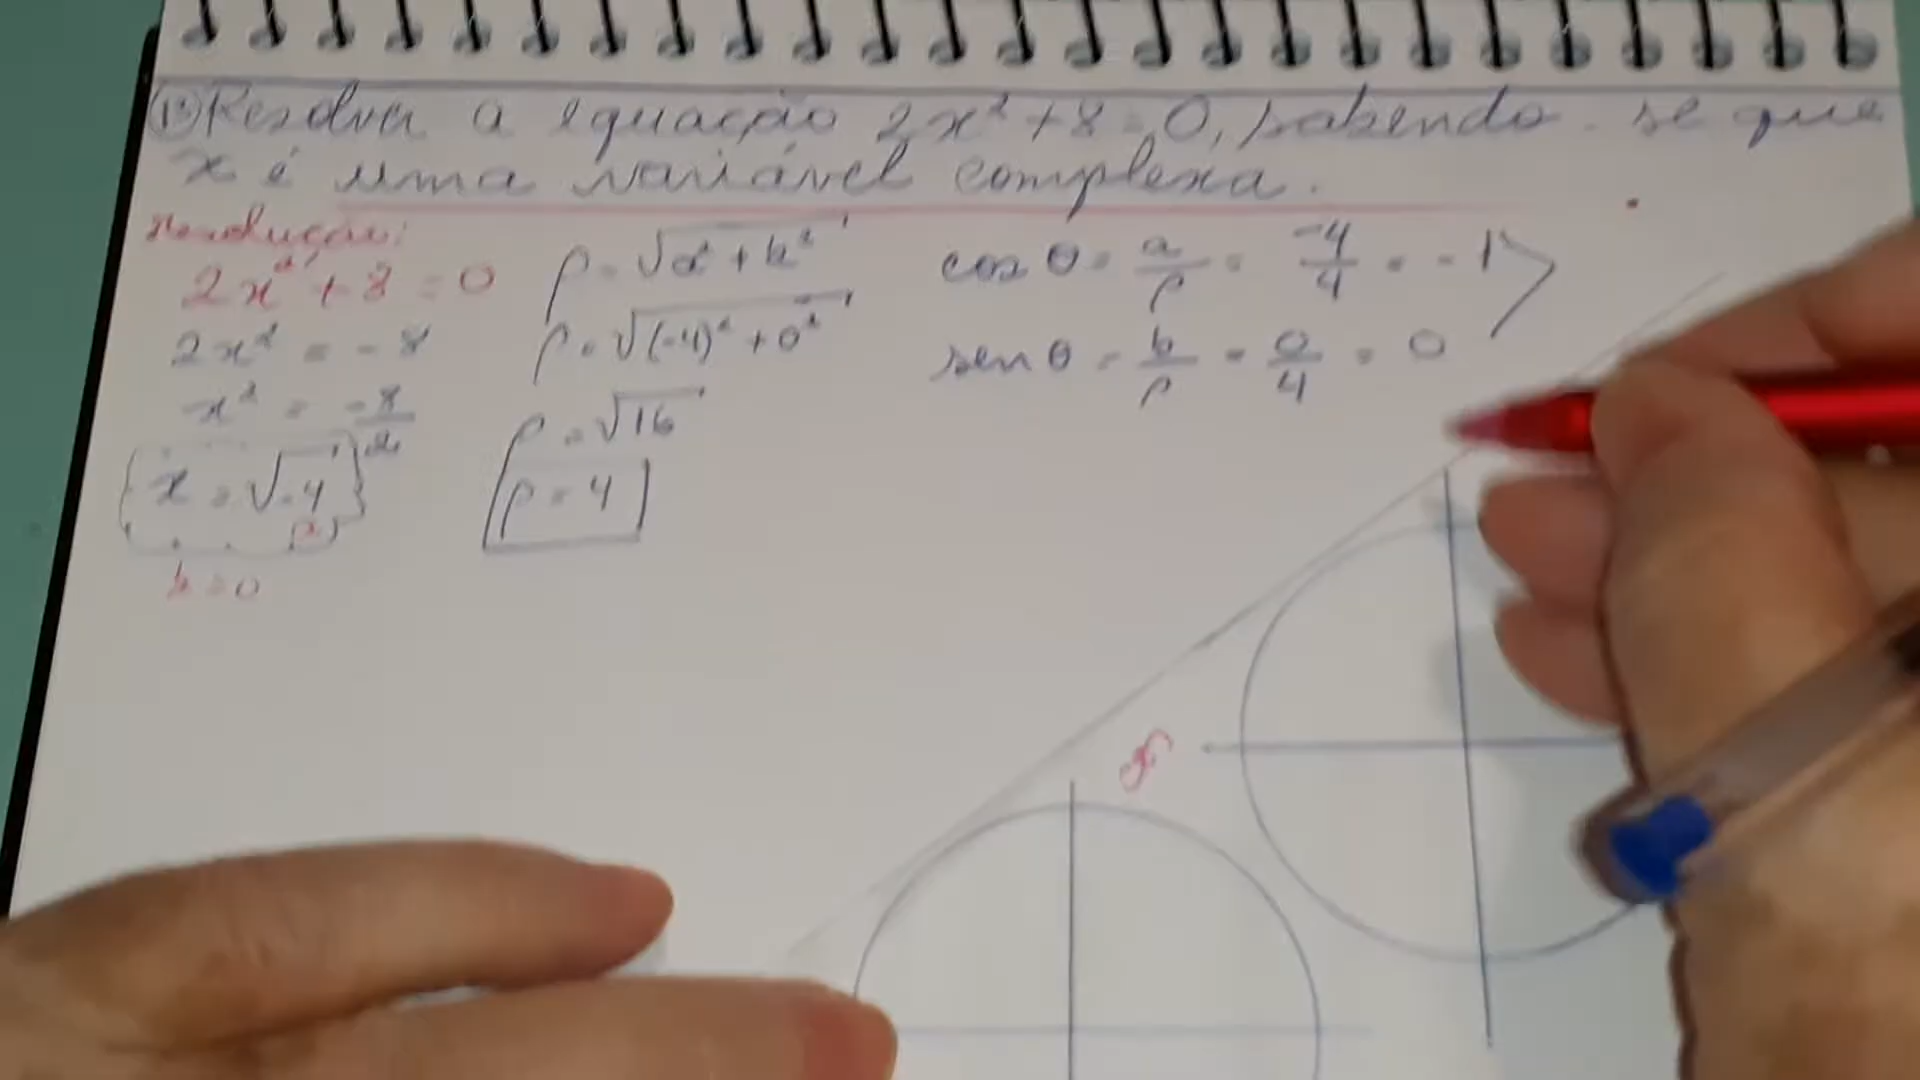 13 Resolva a equação 2x² + 8 = 0, sabendo-se que
x é uma variável complexa.
Resolução:
2x² + 8 = 0
2x² = -8
x² = -8/2
x = √-4
a
b = 0
ρ = √a² + b²
ρ = √(-4)² + 0²
ρ = √16
ρ = 4
cos θ = a/ρ = -4/4 = -1
sen θ = b/ρ = 0/4 = 0